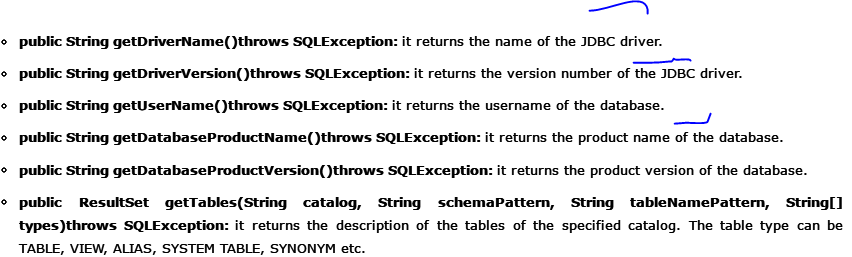 public String getDriverName()throws SQLException: it returns the name of the JDBC driver.
public String getDriverVersion()throws SQLException: it returns the version number of the JDBC driver.
public String getUserName()throws SQLException: it returns the username of the database.
public String getDatabaseProductName()throws SQLException: it returns the product name of the database.
public String getDatabaseProductVersion()throws SQLException: it returns the product version of the database.
public ResultSet getTables(String catalog, String schemaPattern, String tableNamePattern, String[]
types)throws SQLException: it returns the description of the tables of the specified catalog. The table type can be
TABLE, VIEW, ALIAS, SYSTEM TABLE, SYNONYM etc.